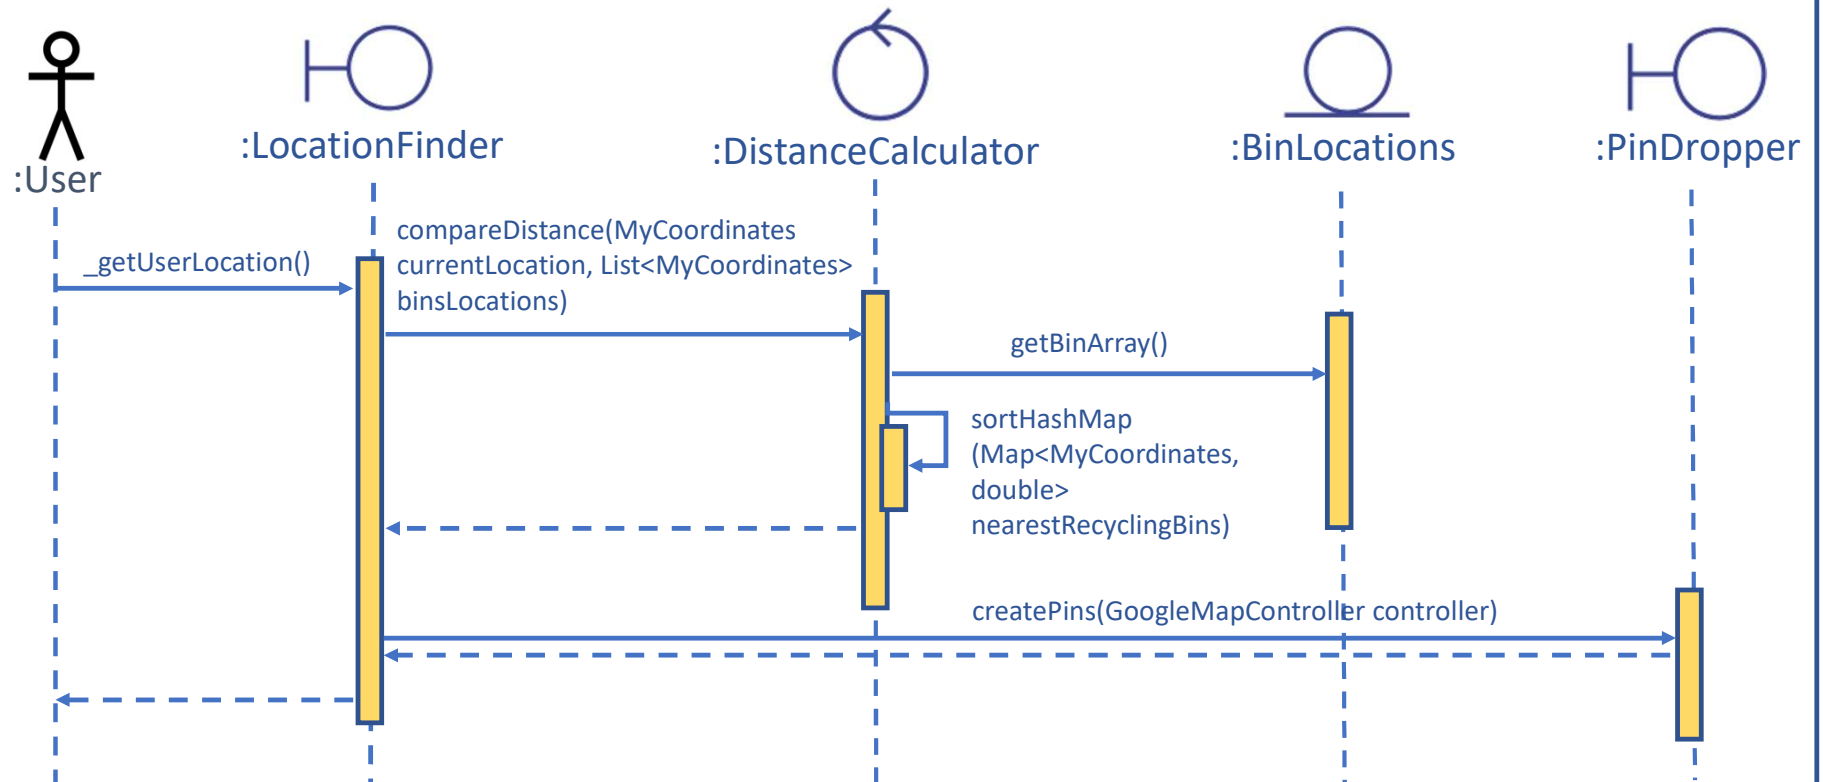 :User
:LocationFinder
:DistanceCalculator
:BinLocations
:PinDropper
_getUserLocation()
compareDistance(MyCoordinates
currentLocation, List<MyCoordinates>
binsLocations)
getBinArray()
sortHashMap
(Map<MyCoordinates,
double>
nearestRecyclingBins)
createPins(GoogleMapController controller)